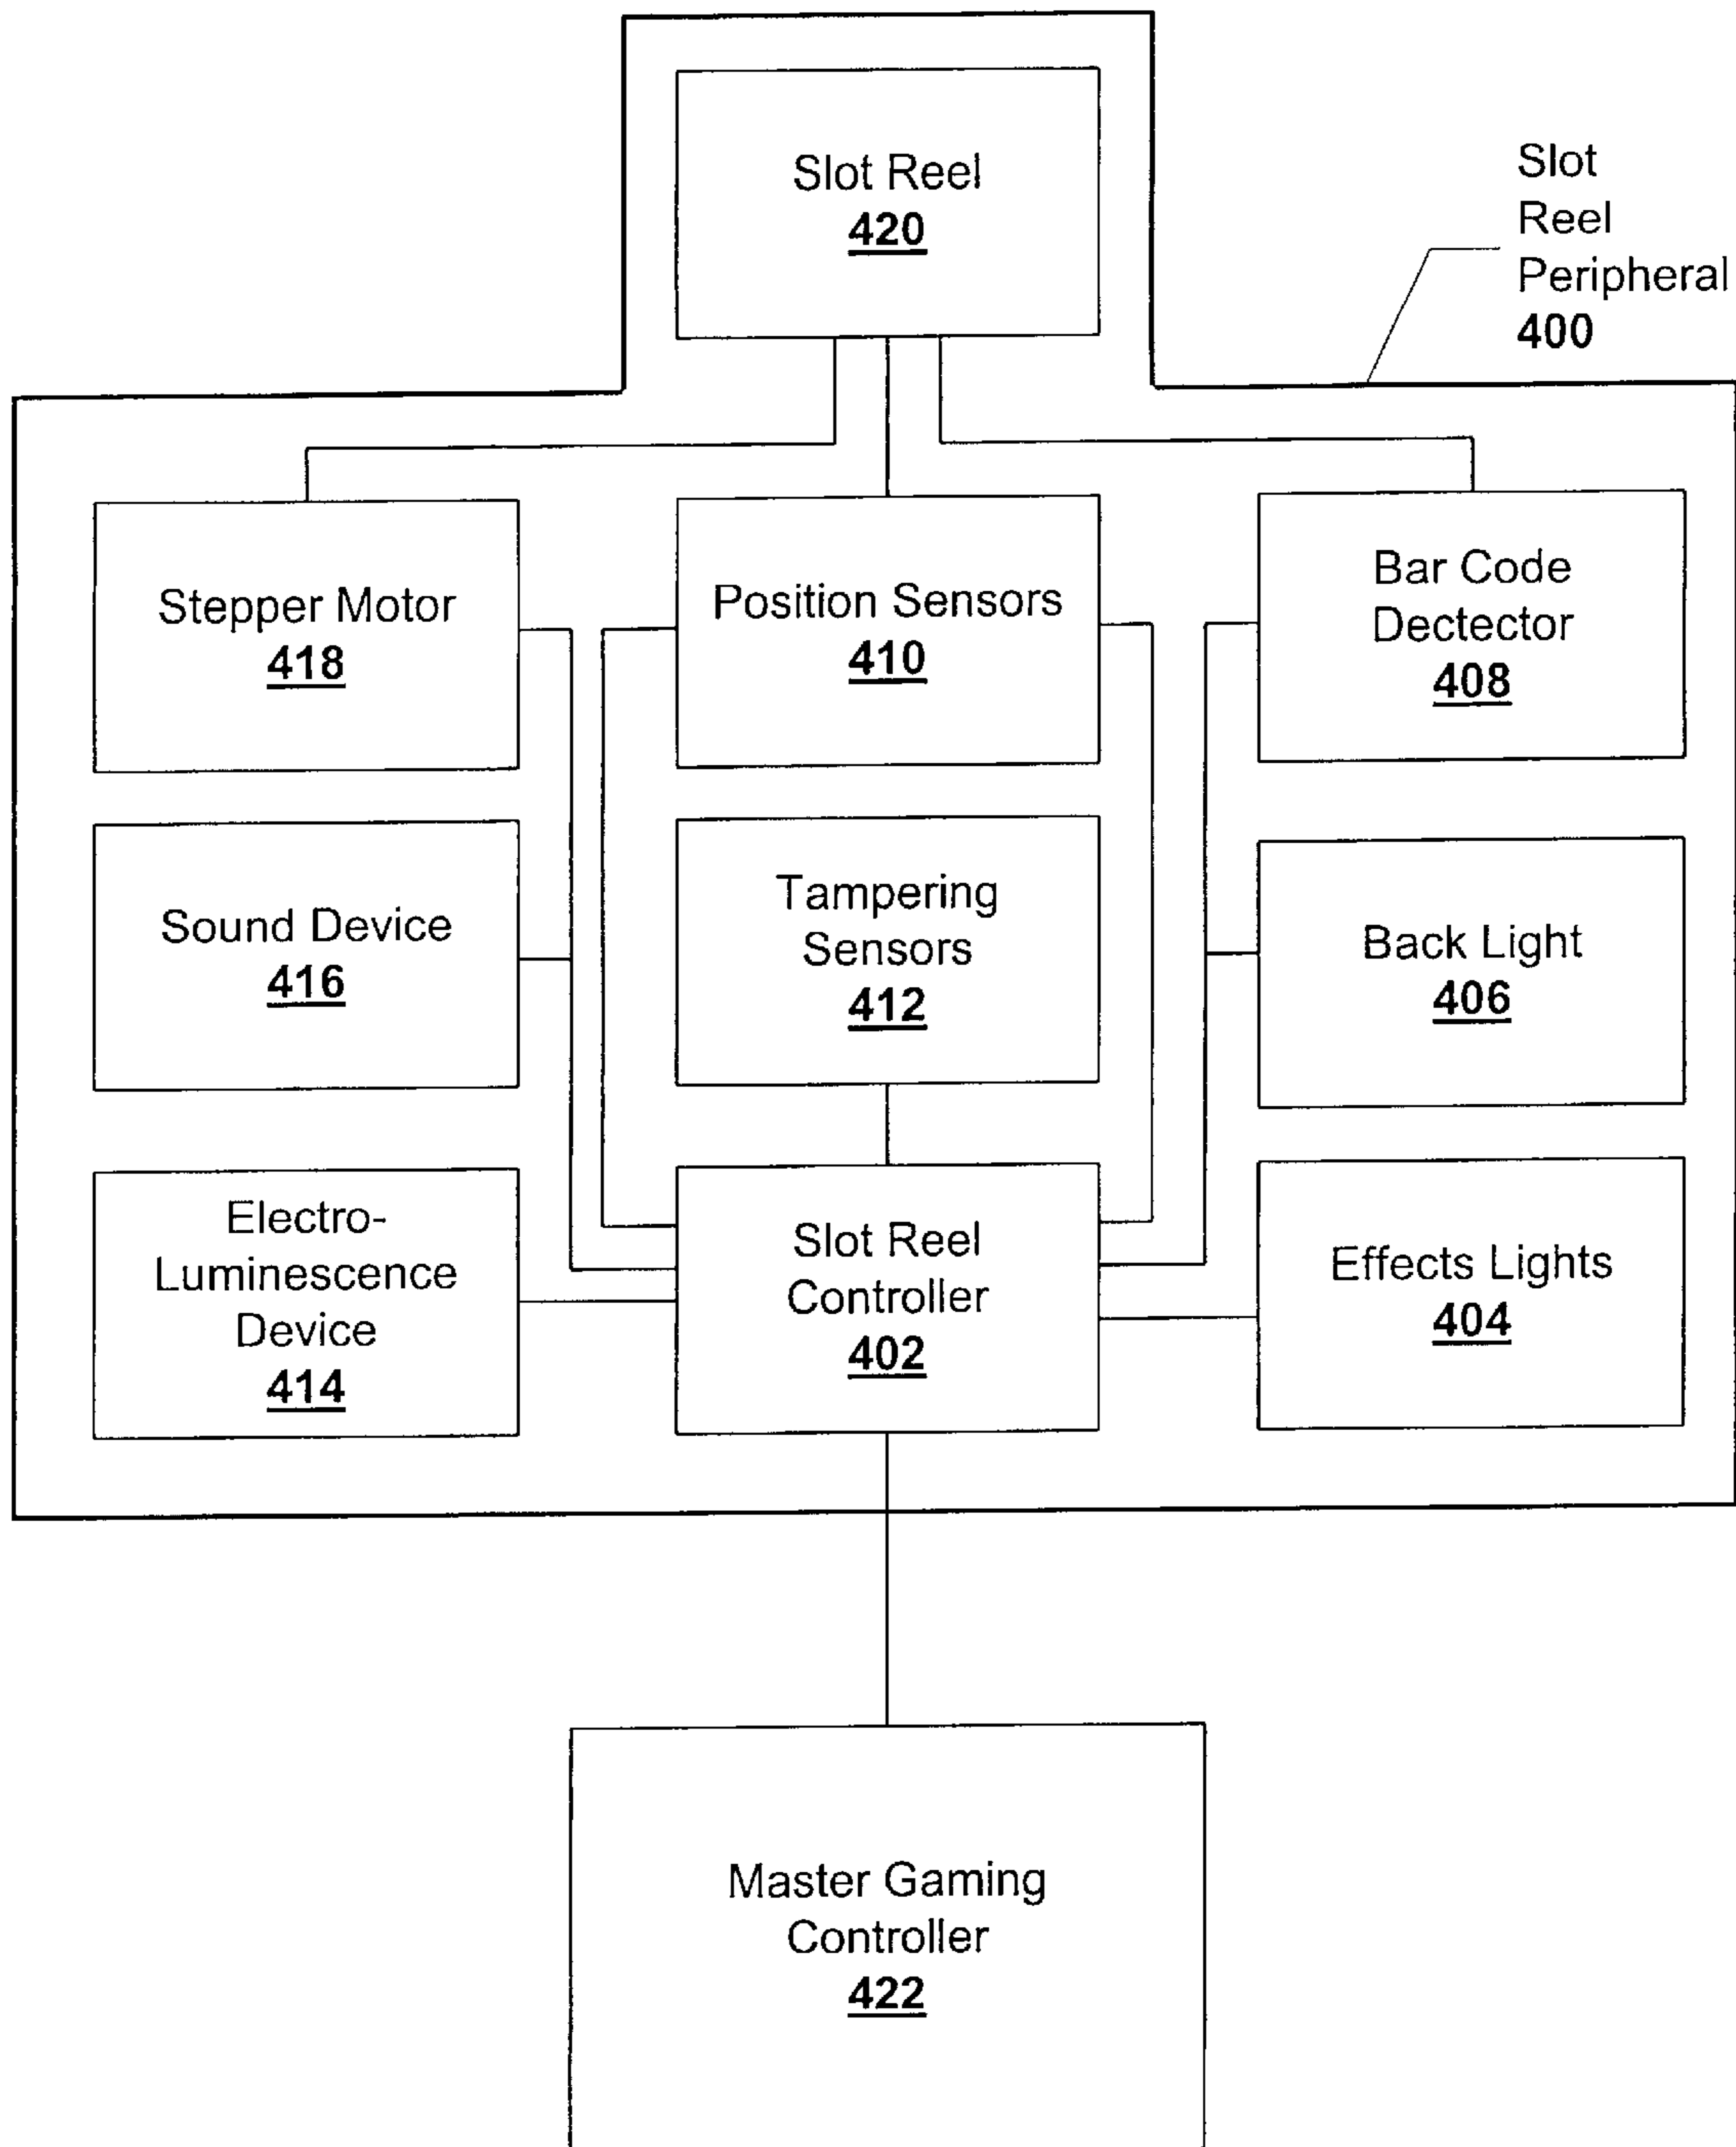 Slot Reel
420
Slot
Reel
Peripheral
400
Stepper Motor
418
Position Sensors
410
Bar Code
Dectector
408
Sound Device
416
Tampering
Sensors
412
Back Light
406
Electro-
Luminescence
Device
414
Slot Reel
Controller
402
Effects Lights
404
Master Gaming
Controller
422